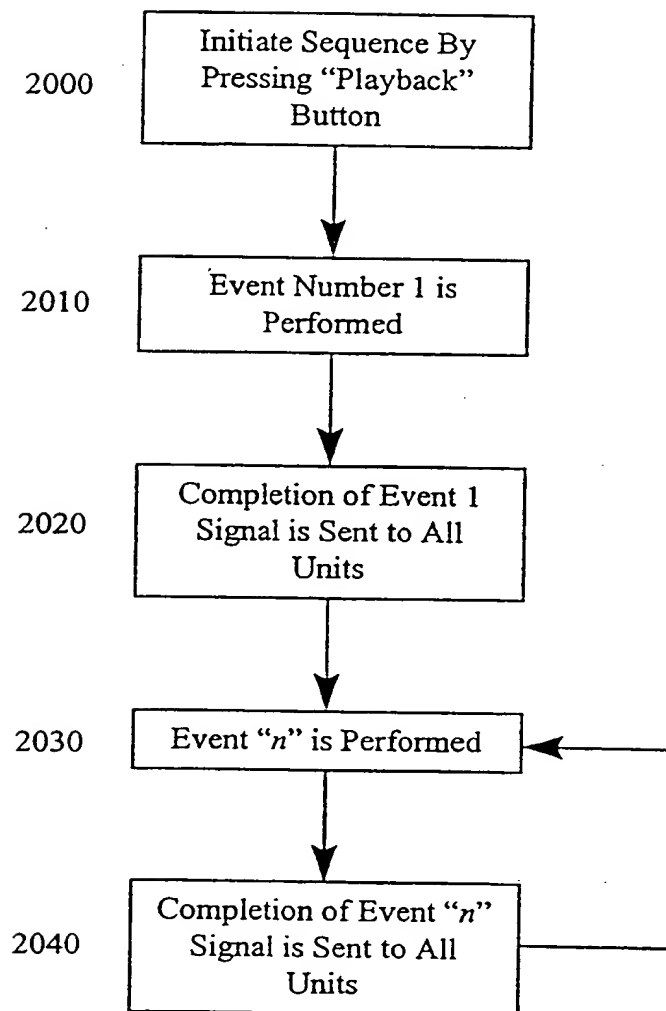 2000
Initiate Sequence By
Pressing “Playback”
Button
2010
Event Number 1 is
Performed
2020
Completion of Event 1
Signal is Sent to All
Units
2030
Event “n” is Performed
2040
Completion of Event “n”
Signal is Sent to All
Units